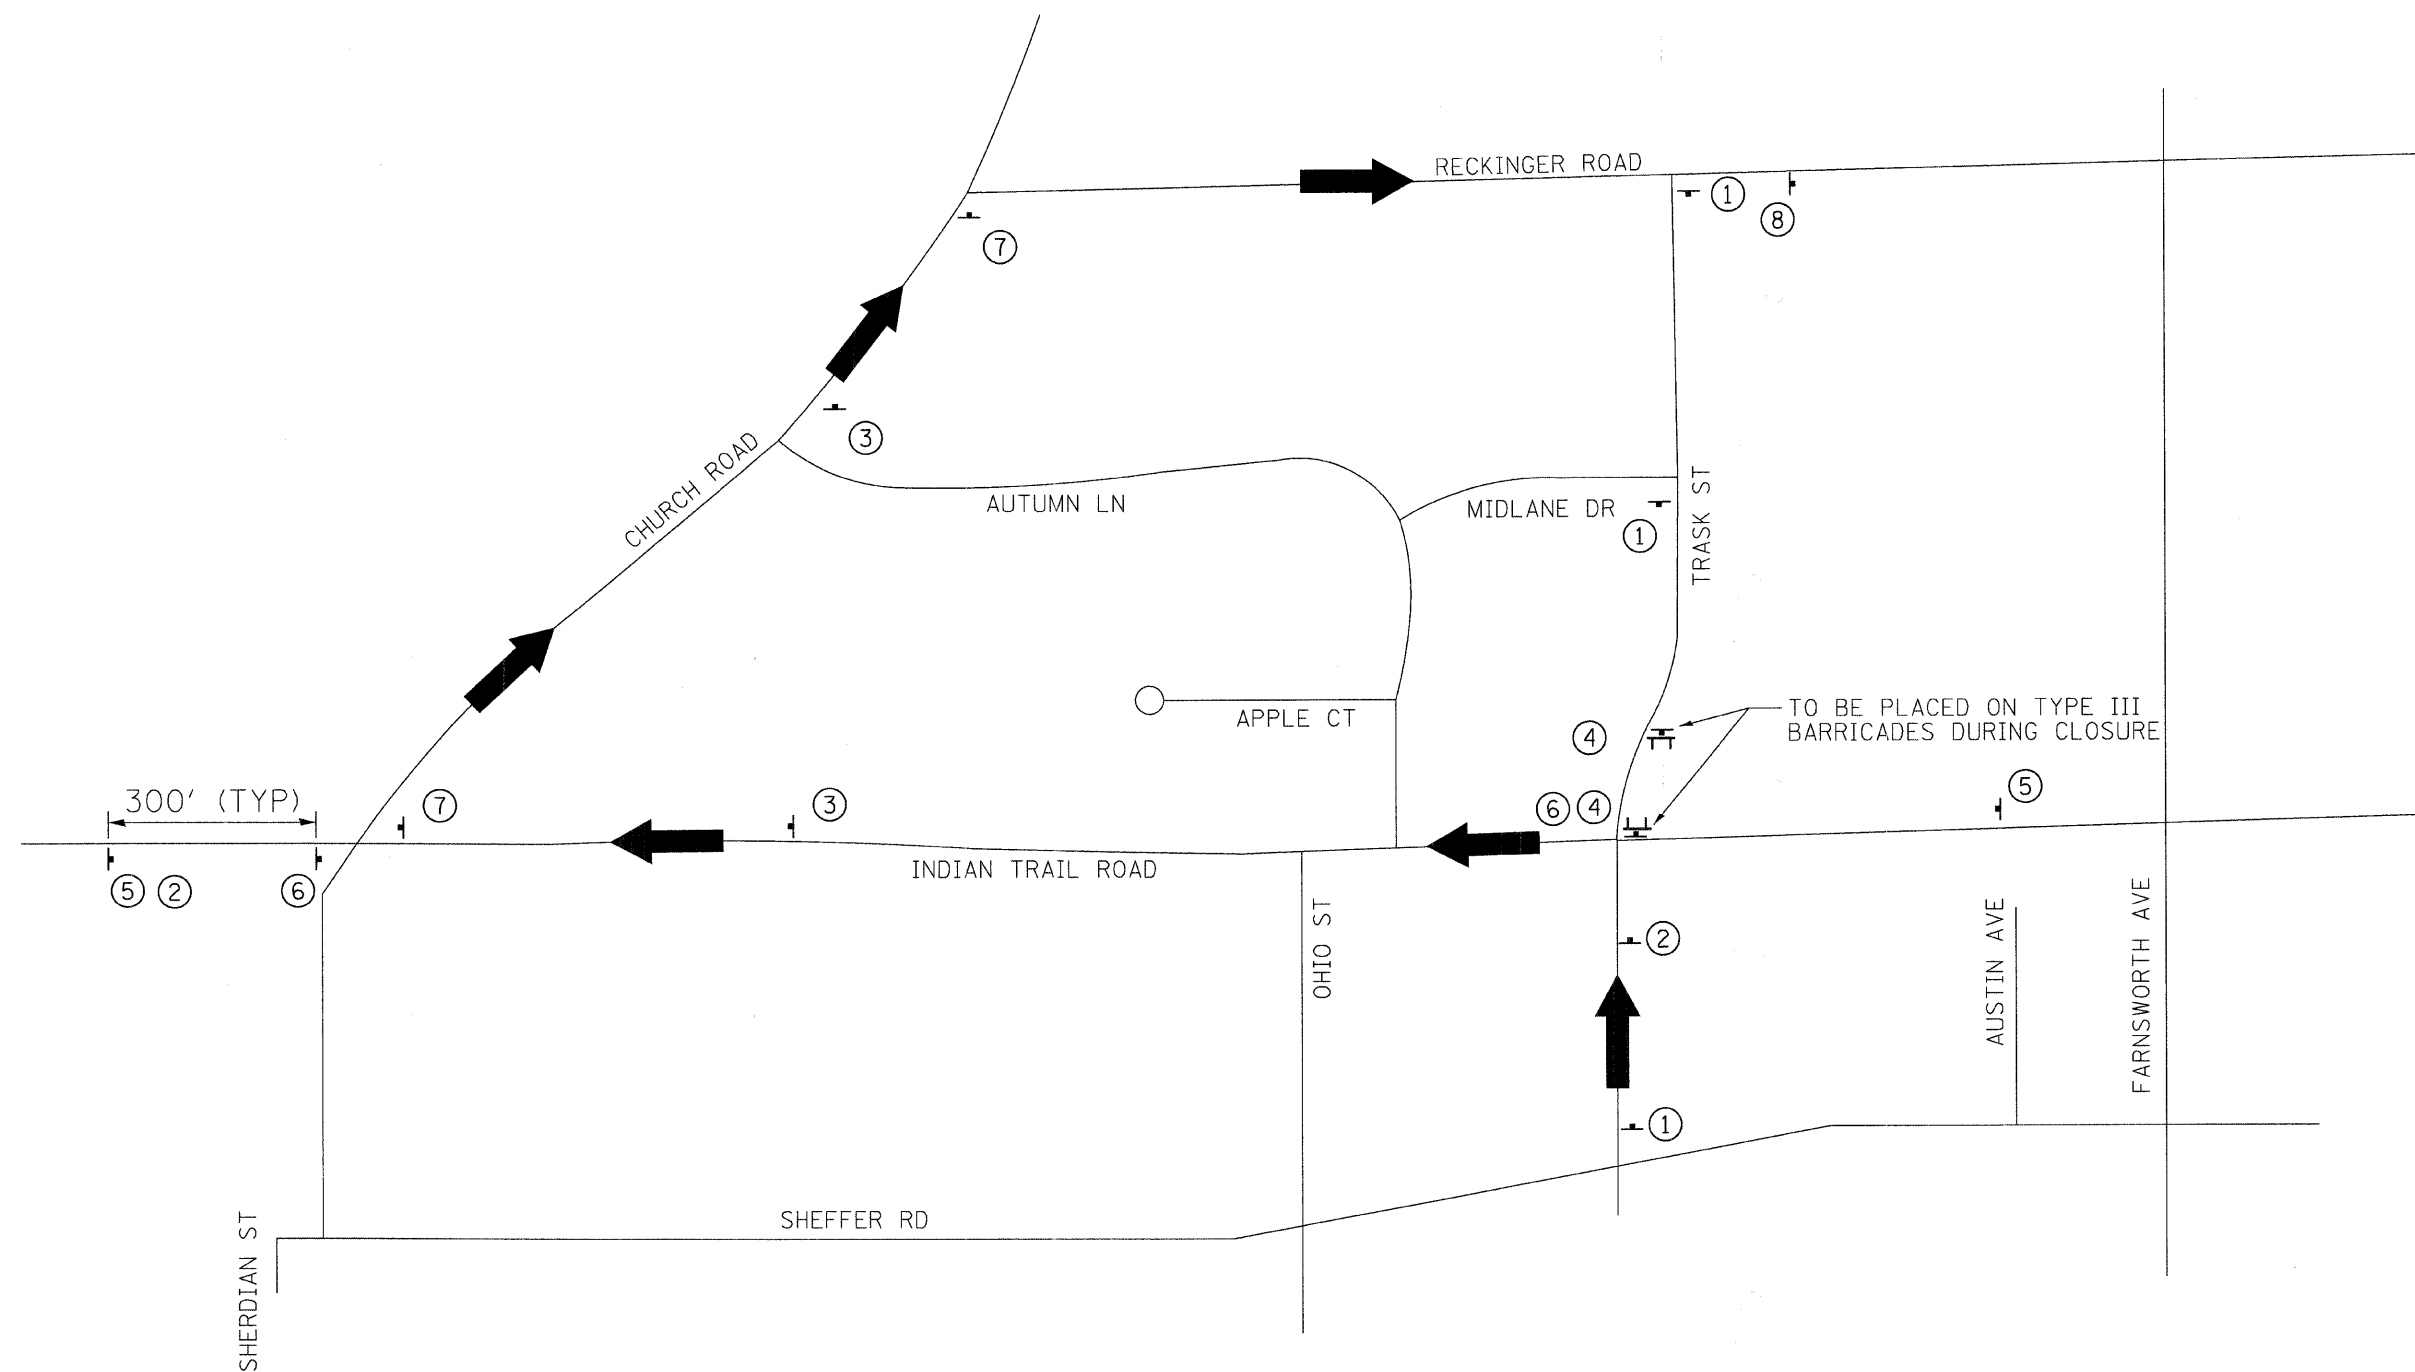 RECKINGER ROAD
1
8
7
3
CHURCH ROAD
AUTUMN LN
MIDLANE DR
1
TRASK ST
APPLE CT
4
TO BE PLACED ON TYPE III
BARRICADES DURING CLOSURE
300' (TYP)
7
3
6 4
5
INDIAN TRAIL ROAD
5 2
6
OHIO ST
2
AUSTIN AVE
FARNSWORTH AVE
1
SHEFFER RD
SHERDIAN ST